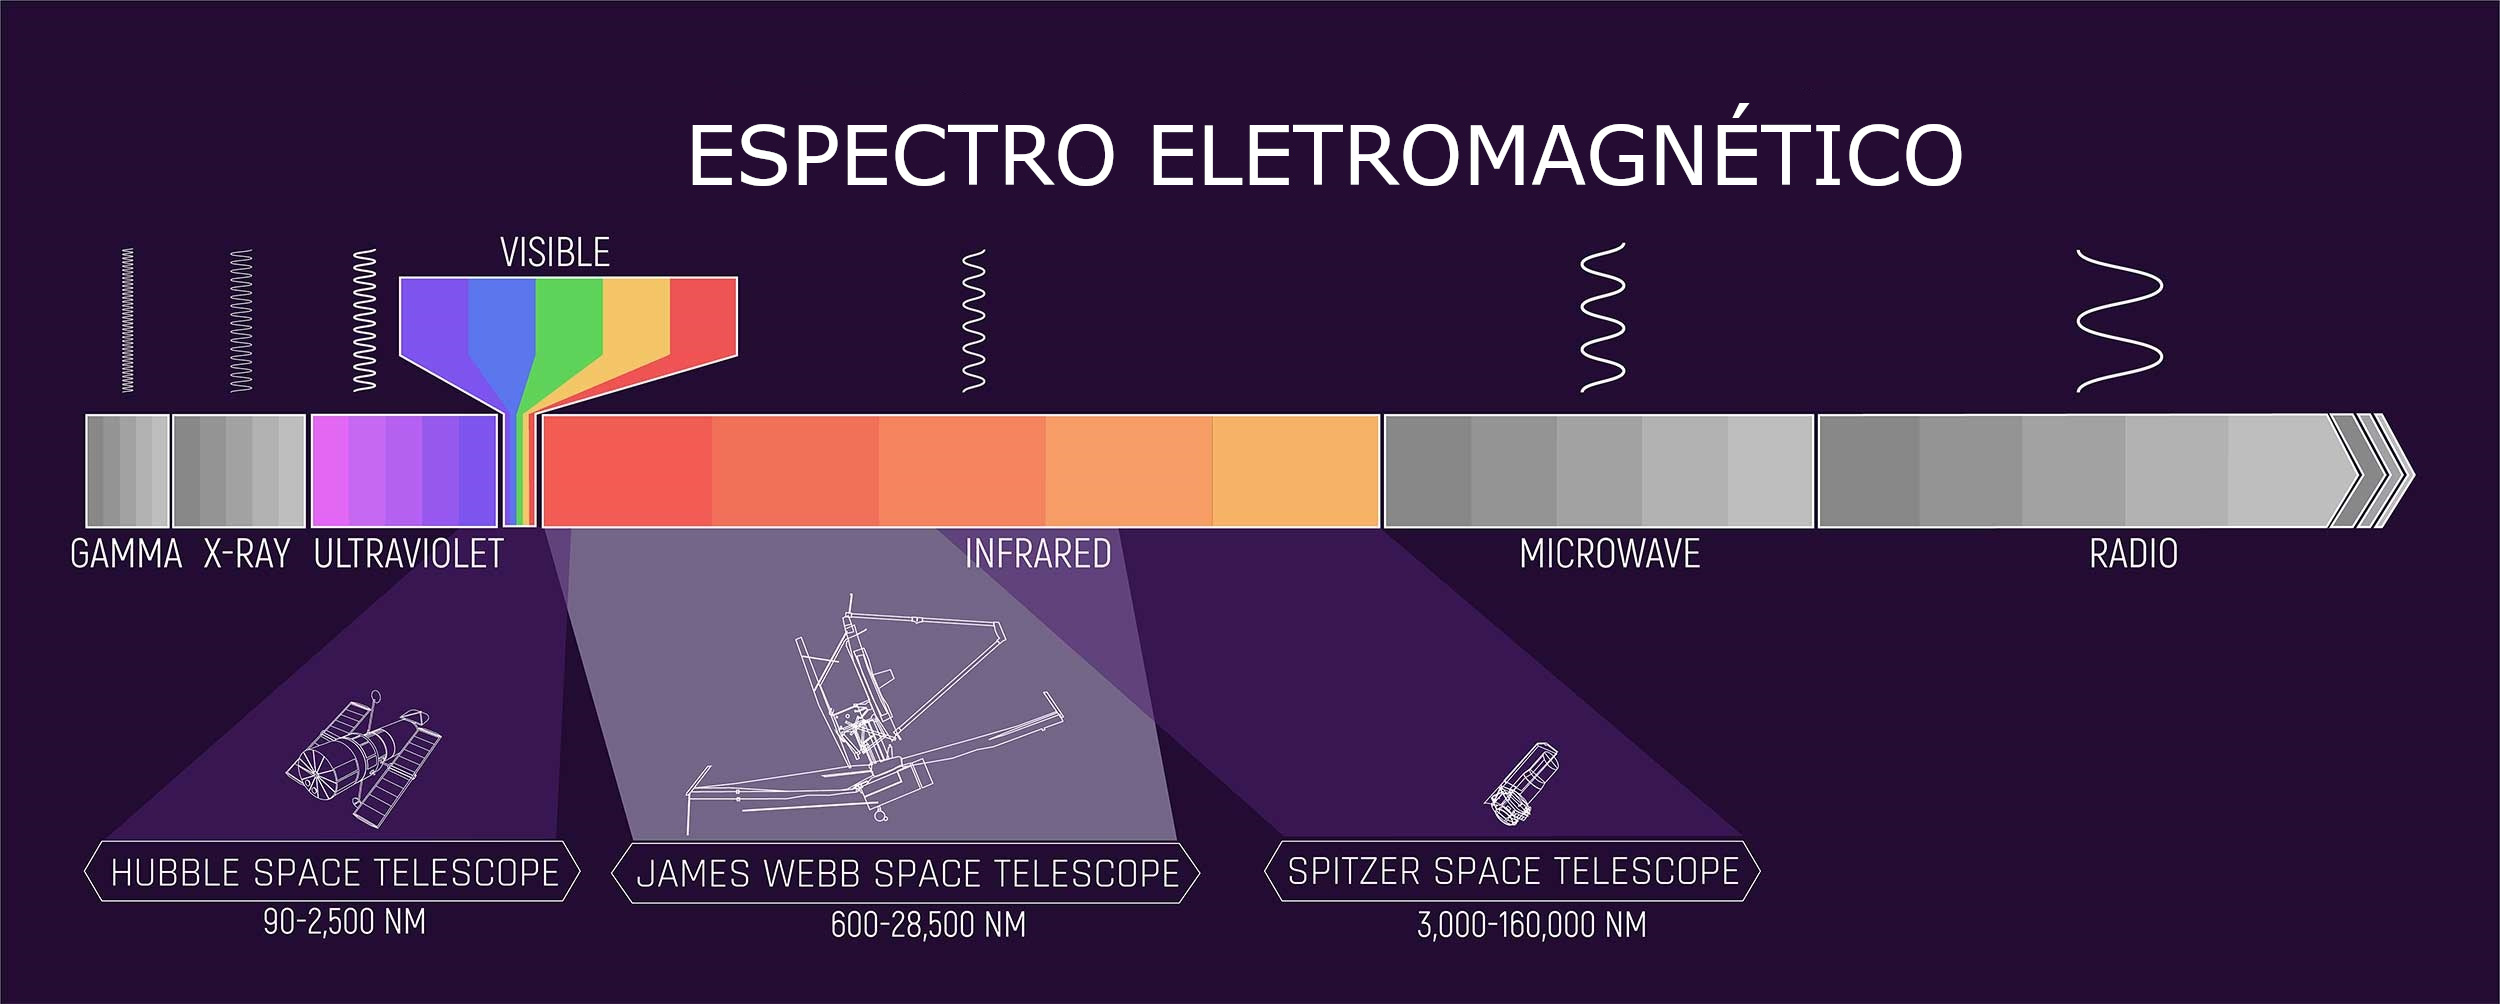 ESPECTRO ELETROMAGNÉTICO
VISIBLE
GAMMA
X-RAY
ULTRAVIOLET
INFRARED
MICROWAVE
RADIO
HUBBLE SPACE TELESCOPE
90-2,500 NM
JAMES WEBB SPACE TELESCOPE
600-28,500 NM
SPITZER SPACE TELESCOPE
3,000-160,000 NM